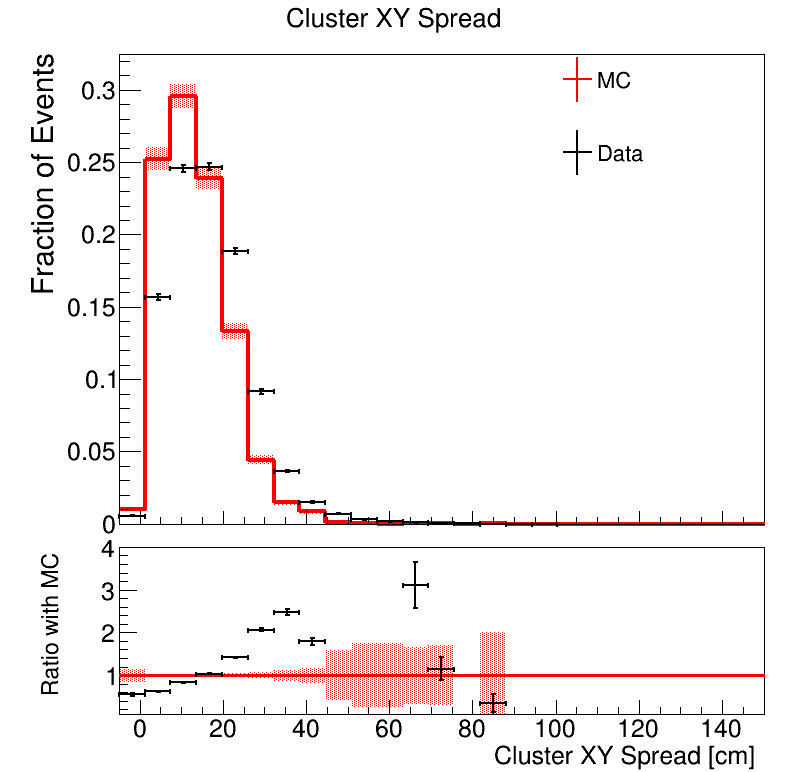 Cluster XY Spread
Fraction of Events
0.3
0.25
0.2
0.15
0.1
0.05
0
MC
Data
Ratio with MC
4
3
2
1
0 20 40 60 80 100 120 140
Cluster XY Spread [cm]